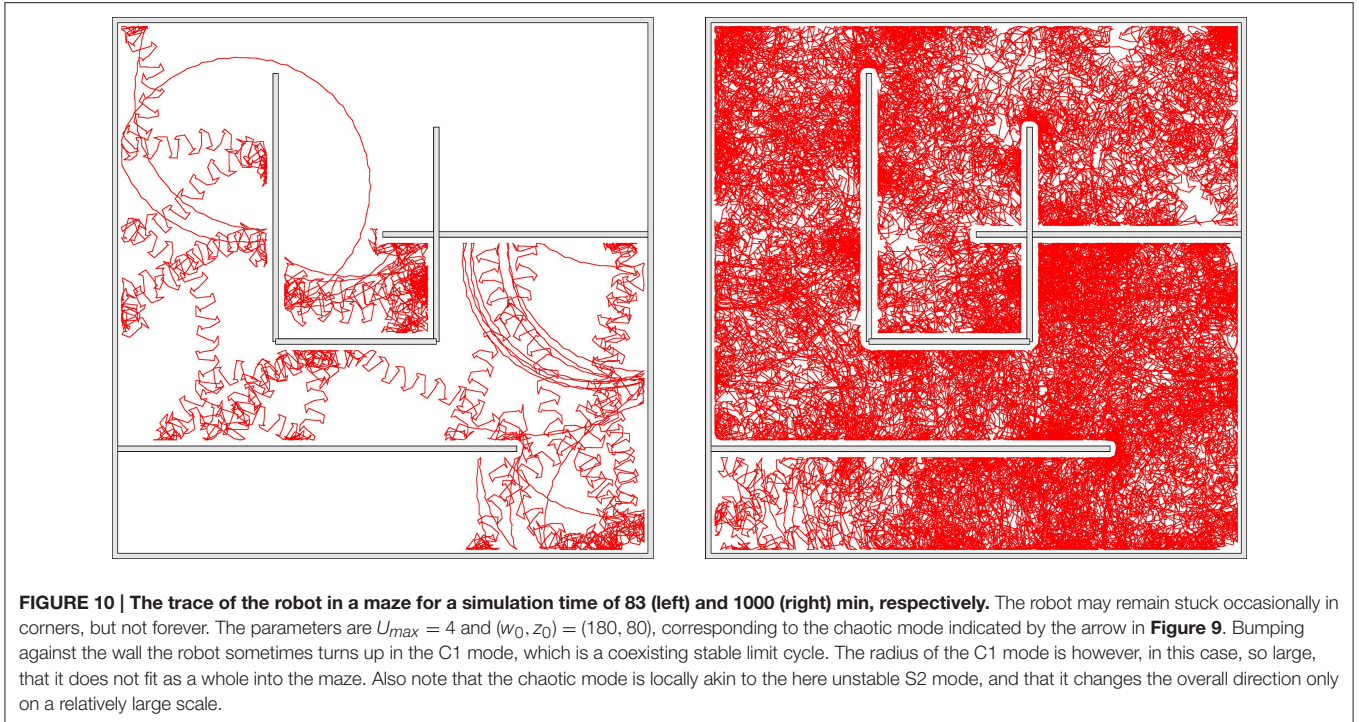 FIGURE 10 | The trace of the robot in a maze for a simulation time of 83 (left) and 1000 (right) min, respectively. The robot may remain stuck occasionally in
corners, but not forever. The parameters are Umax = 4 and (w0, z0) = (180, 80), corresponding to the chaotic mode indicated by the arrow in Figure 9. Bumping
against the wall the robot sometimes turns up in the C1 mode, which is a coexisting stable limit cycle. The radius of the C1 mode is however, in this case, so large,
that it does not fit as a whole into the maze. Also note that the chaotic mode is locally akin to the here unstable S2 mode, and that it changes the overall direction only
on a relatively large scale.